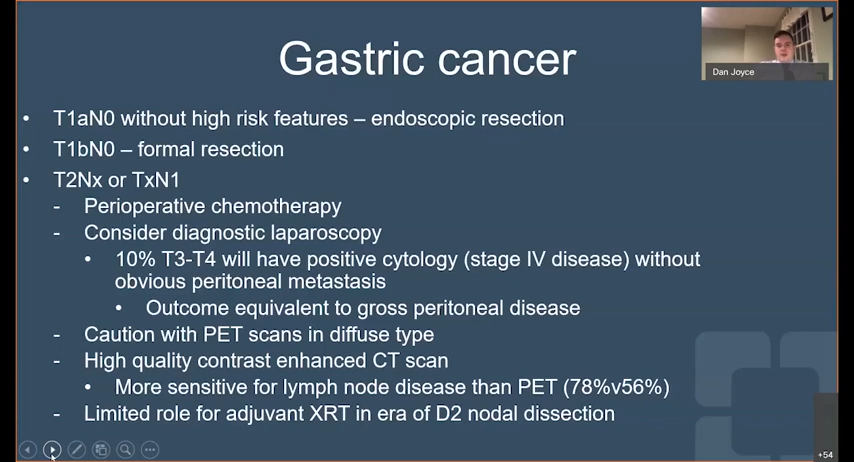 Gastric cancer
Dan Joyce
• T1aN0 without high risk features – endoscopic resection
• T1bN0 – formal resection
• T2Nx or TxN1
- Perioperative chemotherapy
- Consider diagnostic laparoscopy
• 10% T3-T4 will have positive cytology (stage IV disease) without
obvious peritoneal metastasis
• Outcome equivalent to gross peritoneal disease
- Caution with PET scans in diffuse type
- High quality contrast enhanced CT scan
• More sensitive for lymph node disease than PET (78%v56%)
- Limited role for adjuvant XRT in era of D2 nodal dissection
+54